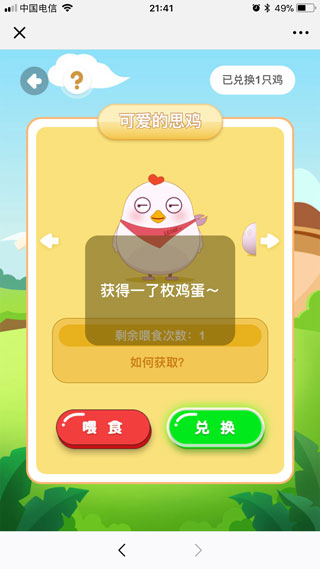 中国电信
21:41
49%
?
已兑换1只鸡
可爱的思鸡
获得一了枚鸡蛋～
剩余喂食次数：1
如何获取?
喂 食
兑 换